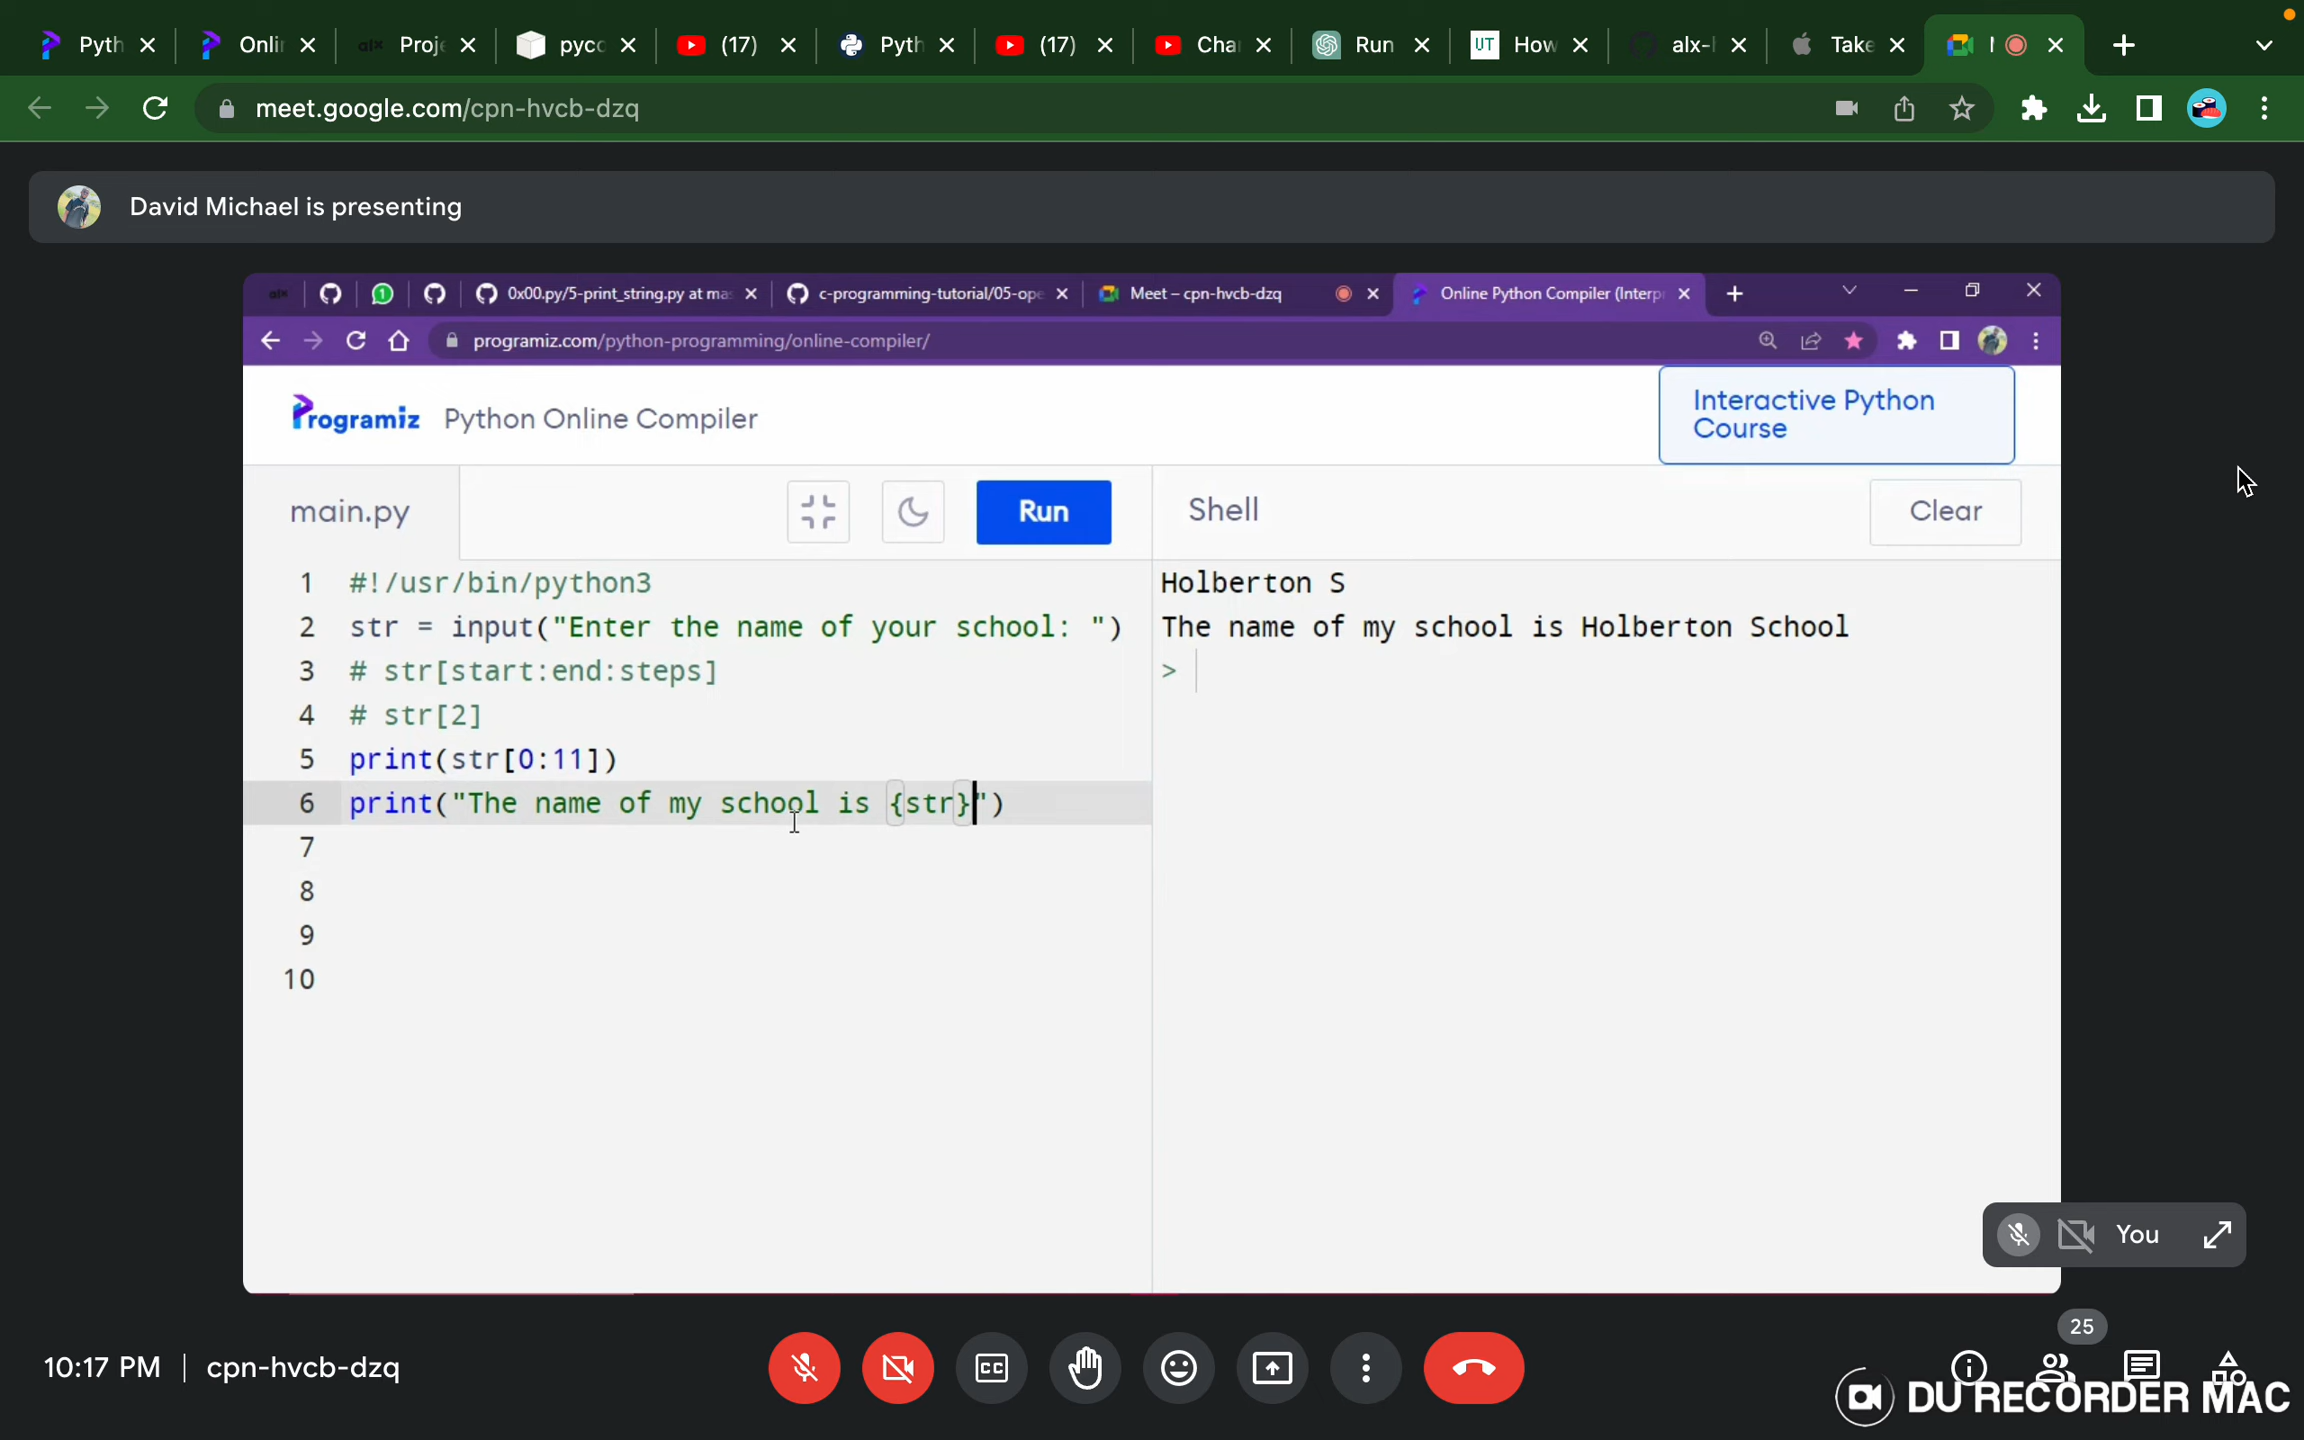 Pyth Onlin Proje pyco (17) Pyth (17) Cha Run How alx-l Take
meet.google.com/cpn-hvcb-dzq
David Michael is presenting
0x00.py/5-print_string.py at mas c-programming-tutorial/05-ope Meet – cpn-hvcb-dzq Online Python Compiler (Interpr
programiz.com/python-programming/online-compiler/
Programiz Python Online Compiler
Interactive Python
Course
main.py Run Shell Clear
1 #!/usr/bin/python3
2 str = input("Enter the name of your school: ")
3 # str[start:end:steps]
4 # str[2]
5 print(str[0:11])
6 print("The name of my school is {str}")
7
8
9
10
Holberton S
The name of my school is Holberton School
>
You
25
10:17 PM | cpn-hvcb-dzq
DU RECORDER MAC